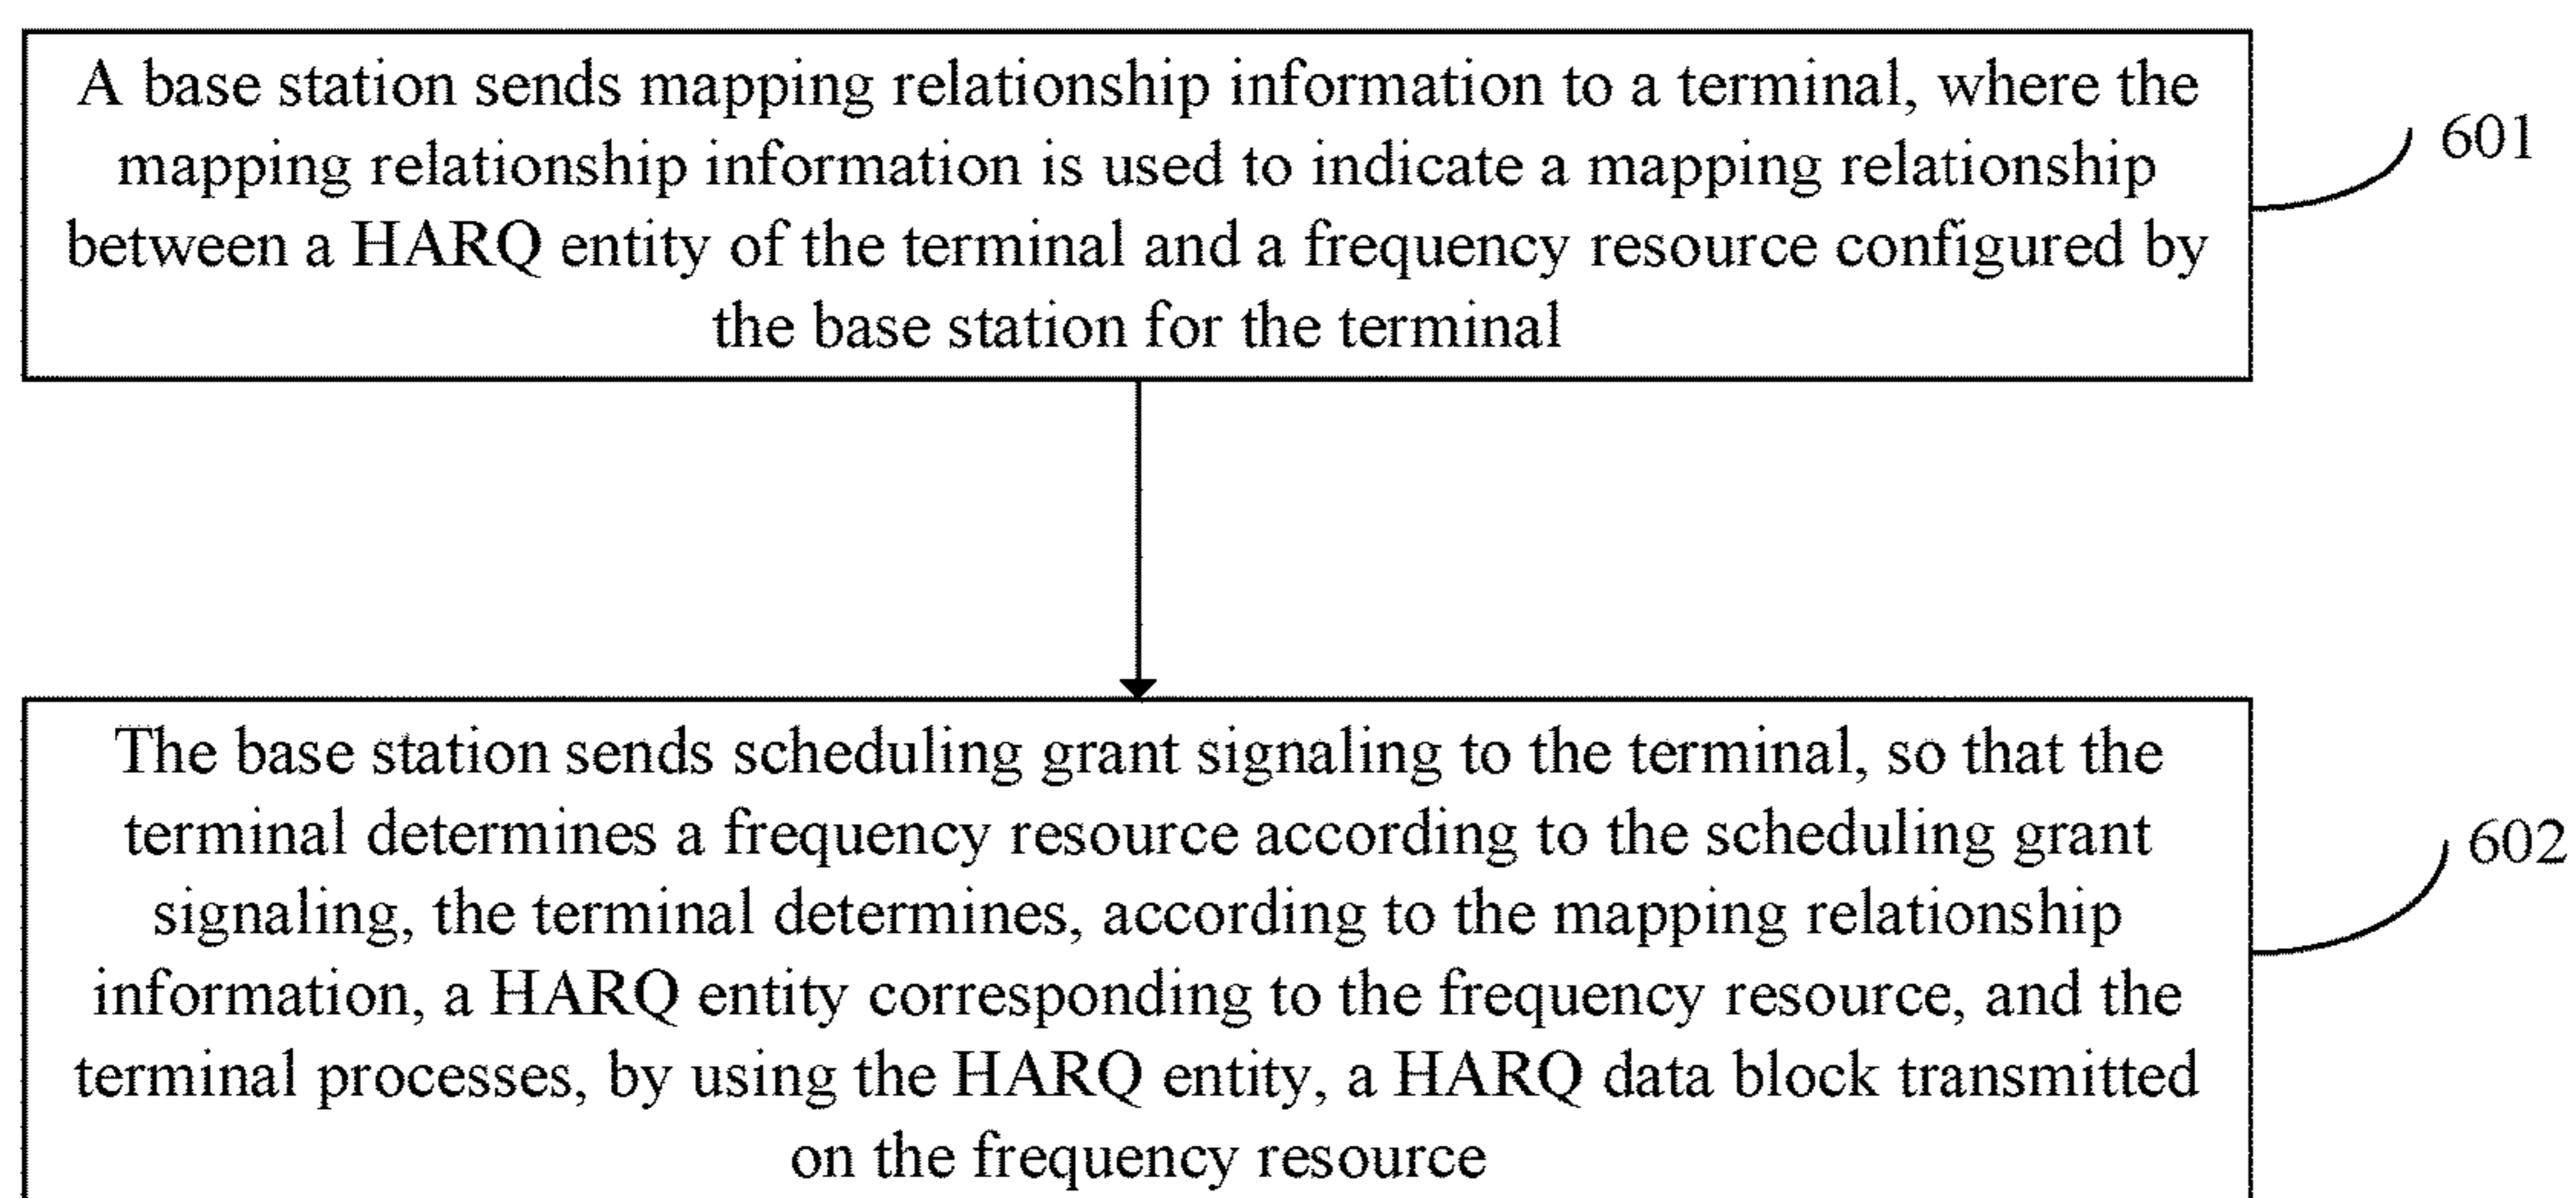 A base station sends mapping relationship information to a terminal, where the
mapping relationship information is used to indicate a mapping relationship
between a HARQ entity of the terminal and a frequency resource configured by
the base station for the terminal
601
The base station sends scheduling grant signaling to the terminal, so that the
terminal determines a frequency resource according to the scheduling grant
signaling, the terminal determines, according to the mapping relationship
information, a HARQ entity corresponding to the frequency resource, and the
terminal processes, by using the HARQ entity, a HARQ data block transmitted
on the frequency resource
602